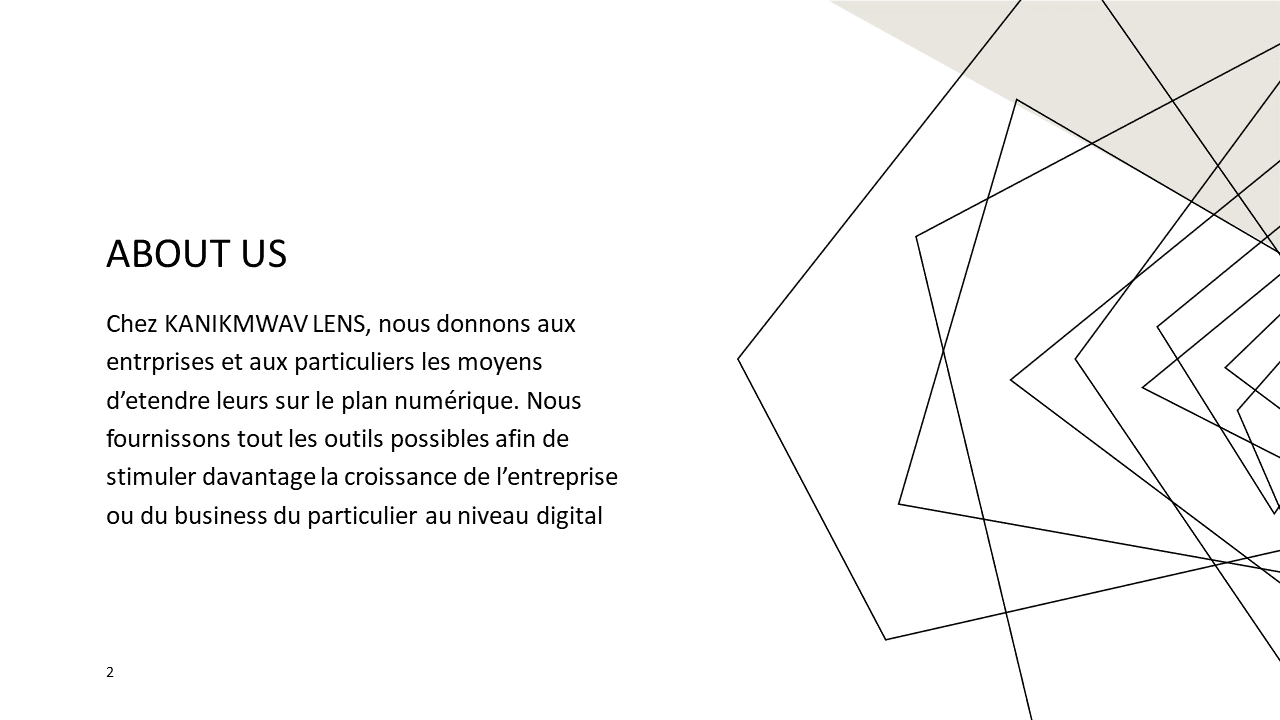 ABOUT US
Chez KANIKMWAV LENS, nous donnons aux
entrprises et aux particuliers les moyens
d’etendre leurs sur le plan numérique. Nous
fournissons tout les outils possibles afin de
stimuler davantage la croissance de l’entreprise
ou du business du particulier au niveau digital
2